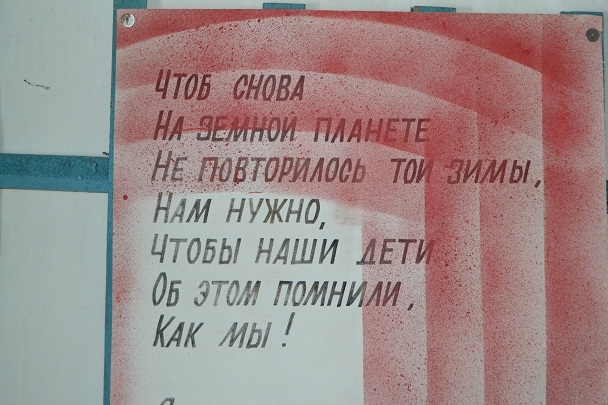 Чтоб снова
На земной планете
Не повторилось той зимы,
Нам нужно,
Чтобы наши дети
Об этом помнили,
Как мы!